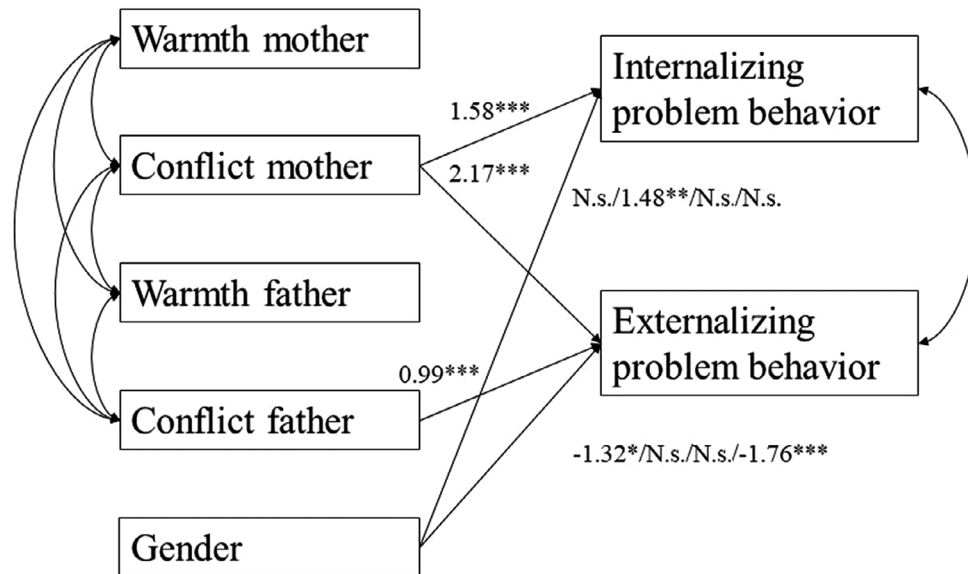 Warmth mother
Internalizing
problem behavior
1.58***
Conflict mother
2.17***
N.s./1.48**/N.s./N.s.
Warmth father
Externalizing
problem behavior
0.99***
Conflict father
-1.32*/N.s./N.s./-1.76***
Gender